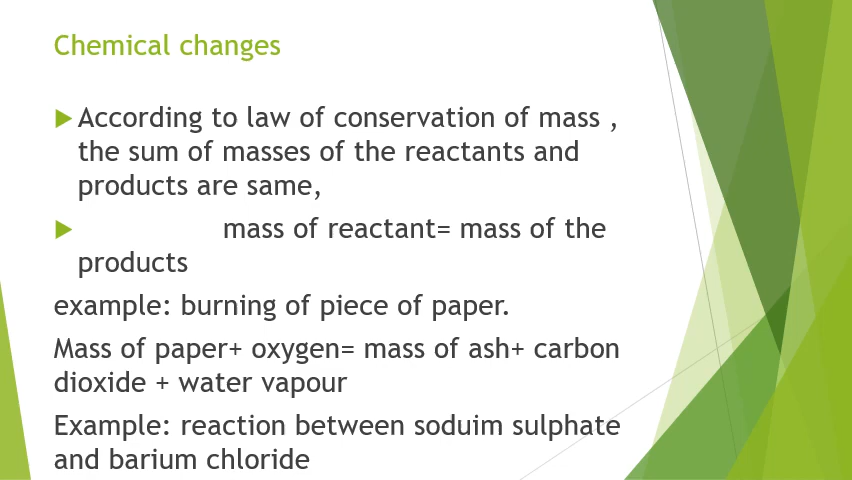 Chemical changes
According to law of conservation of mass ,
the sum of masses of the reactants and
products are same,
mass of reactant= mass of the
products
example: burning of piece of paper.
Mass of paper+ oxygen= mass of ash+ carbon
dioxide + water vapour
Example: reaction between soduim sulphate
and barium chloride